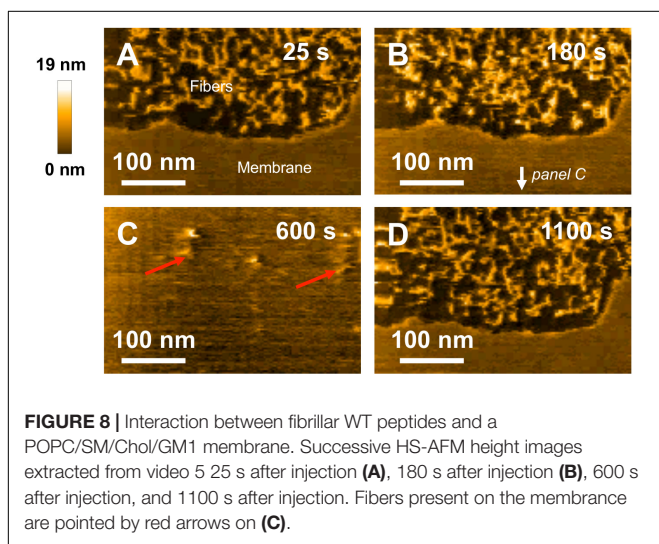 19 nm
0 nm
A
25 s
Fibers
Membrane
100 nm
B
180 s
100 nm
panel C
C
600 s
100 nm
D
1100 s
100 nm
FIGURE 8 | Interaction between fibrillar WT peptides and a
POPC/SM/Chol/GM1 membrane. Successive HS-AFM height images
extracted from video 5 25 s after injection (A), 180 s after injection (B), 600 s
after injection, and 1100 s after injection. Fibers present on the membrance
are pointed by red arrows on (C).